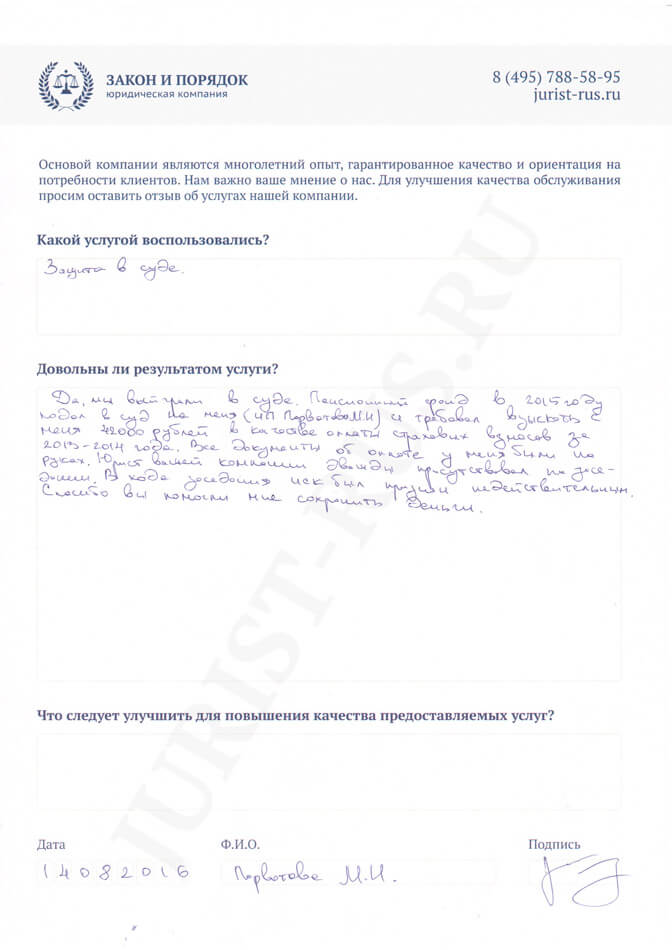 ЗАКОН И ПОРЯДОК
юридическая компания
8 (495) 788-58-95
jurist-rus.ru
Основой компании являются многолетний опыт, гарантированное качество и ориентация на
потребности клиентов. Нам важно ваше мнение о нас. Для улучшения качества обслуживания
просим оставить отзыв об услугах нашей компании.
Какой услугой воспользовались?
Защита в суде.
Довольны ли результатом услуги?
Да, мы выиграли в суде. Пенсионный фонд в 2015 году
подал в суд на меня (ИП М.И) и требовал взыскать с
меня 42000 рублей в качестве оплаты страховых взносов за
2013-2014 года. Все документы об оплате у меня были на
руках. Юрист вашей компании дважды присутствовал на засе-
дании. В ходе заседания иск был признан недействительным.
Спасибо вы помогли мне сохранить деньги.
Что следует улучшить для повышения качества предоставляемых услуг?
Дата
Ф.И.О.
Подпись
14082016
М.И.
JURIST-RUS.RU